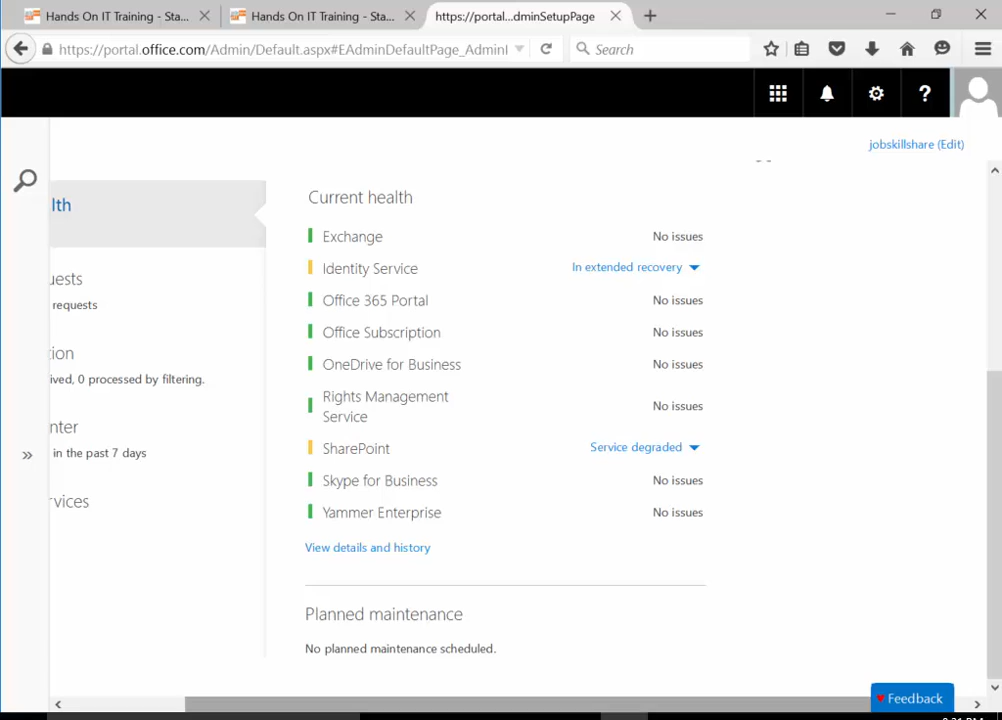 Hands On IT Training - Sta...
Hands On IT Training - Sta...
https://portal...dminSetupPage
https://portal.office.com/Admin/Default.aspx#EAdminDefaultPage_AdminI
Search
jobskillshare (Edit)
lth
Current health
Exchange No issues
Identity Service In extended recovery
uests
requests
Office 365 Portal No issues
Office Subscription No issues
tion
ived, 0 processed by filtering.
OneDrive for Business No issues
Rights Management
Service No issues
nter
in the past 7 days
SharePoint Service degraded
Skype for Business No issues
rvices
Yammer Enterprise No issues
View details and history
Planned maintenance
No planned maintenance scheduled.
Feedback